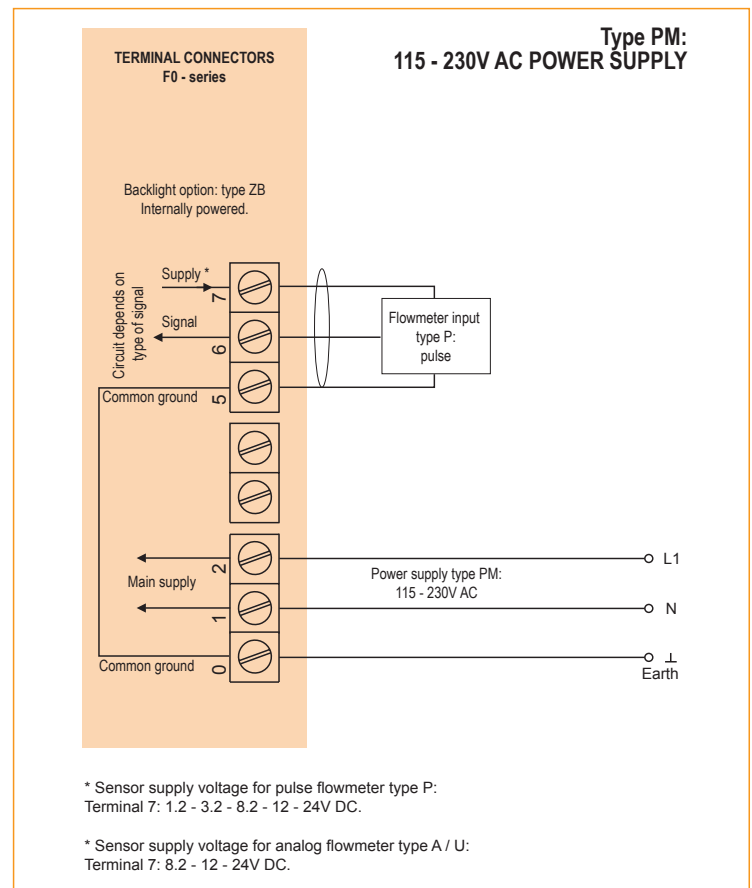 Type PM:
115 - 230V AC POWER SUPPLY
TERMINAL CONNECTORS
F0 - series
Backlight option: type ZB
Internally powered.
Circuit depends on
type of signal
Supply *
7
Signal
6
Common ground
5
Flowmeter input
type P:
pulse
2
Main supply
1
Common ground
0
Power supply type PM:
115 - 230V AC
L1
N
⊥
Earth
* Sensor supply voltage for pulse flowmeter type P:
Terminal 7: 1.2 - 3.2 - 8.2 - 12 - 24V DC.
* Sensor supply voltage for analog flowmeter type A / U:
Terminal 7: 8.2 - 12 - 24V DC.